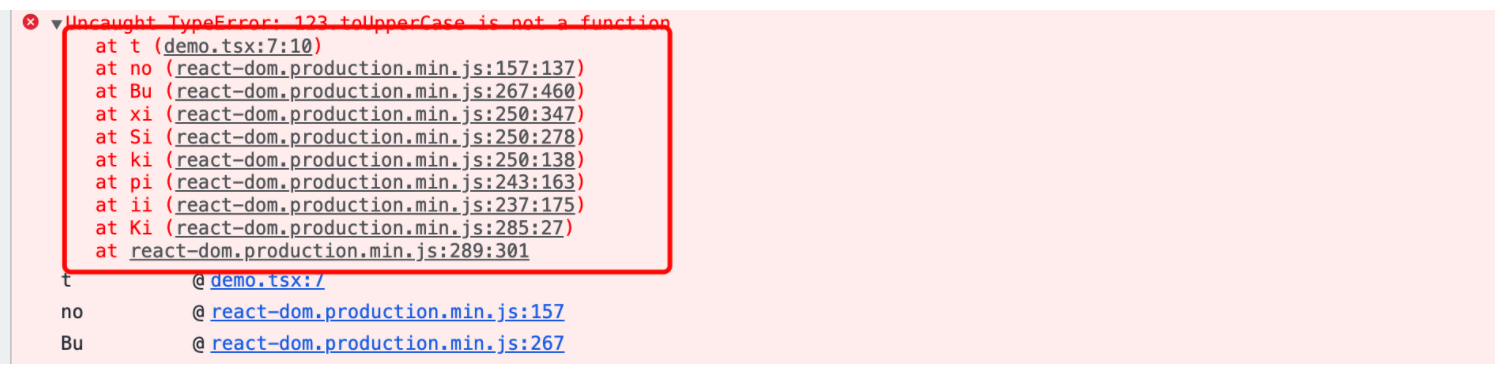 Uncaught TypeError: 123.toUpperCase is not a function
at t (demo.tsx:7:10)
at no (react-dom.production.min.js:157:137)
at Bu (react-dom.production.min.js:267:460)
at xi (react-dom.production.min.js:250:347)
at Si (react-dom.production.min.js:250:278)
at ki (react-dom.production.min.js:250:138)
at pi (react-dom.production.min.js:243:163)
at ii (react-dom.production.min.js:237:175)
at Ki (react-dom.production.min.js:285:27)
at react-dom.production.min.js:289:301
t @ demo.tsx:7
no @ react-dom.production.min.js:157
Bu @ react-dom.production.min.js:267